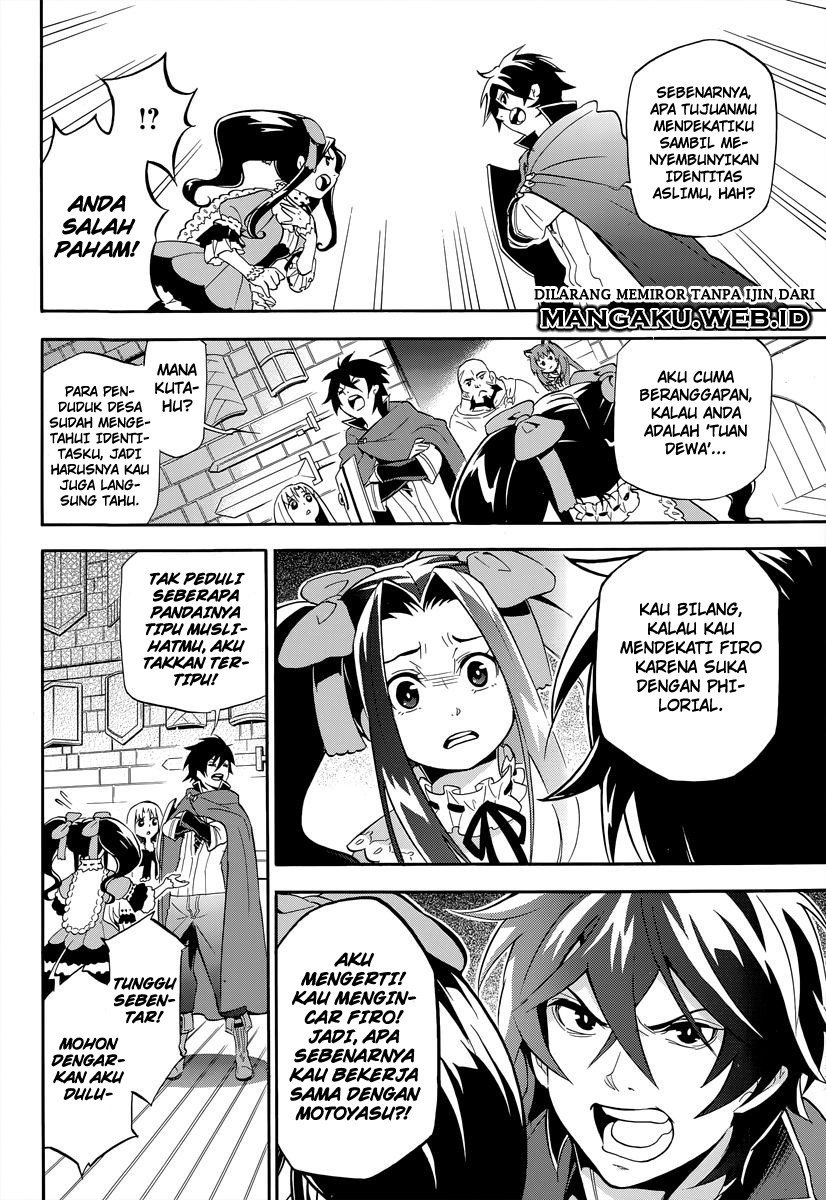 SEBENARNYA,
APA TUJUANMU
MENDEKATIKU
SAMBIL ME-
NYEMBUNYIKAN
IDENTITAS
ASLIMU, HAH?
!?
ANDA
SALAH
PAHAM!
DILARANG MEMIROR TANPA IJIN DARI
MANGAKU.WEB.ID
AKU CUMA
BERANGGAPAN,
KALAU ANDA
ADALAH 'TUAN
DEWA'...
MANA
KUTA-
HU?
PARA PEN-
DUDUK DESA
SUDAH MENGE-
TAHUI IDENTI-
TASKU, JADI
HARUSNYA KAU
JUGA LANG-
SUNG TAHU.
KAU BILANG,
KALAU KAU
MENDEKATI FIRO
KARENA SUKA
DENGAN PHI-
LORIAL.
AKU
MENGERTI!
KAU MENGIN-
CAR FIRO!
JADI, APA
SEBENARNYA
KAU BEKERJA
SAMA DENGAN
MOTOYASU?!
TAK PEDULI
SEBERAPA
PANDAINYA
TIPU MUSLI-
HATMU, AKU
TAKKAN TER-
TIPU!
TUNGGU
SEBEN-
TAR!
MOHON
DENGAR-
KAN AKU
DULU-